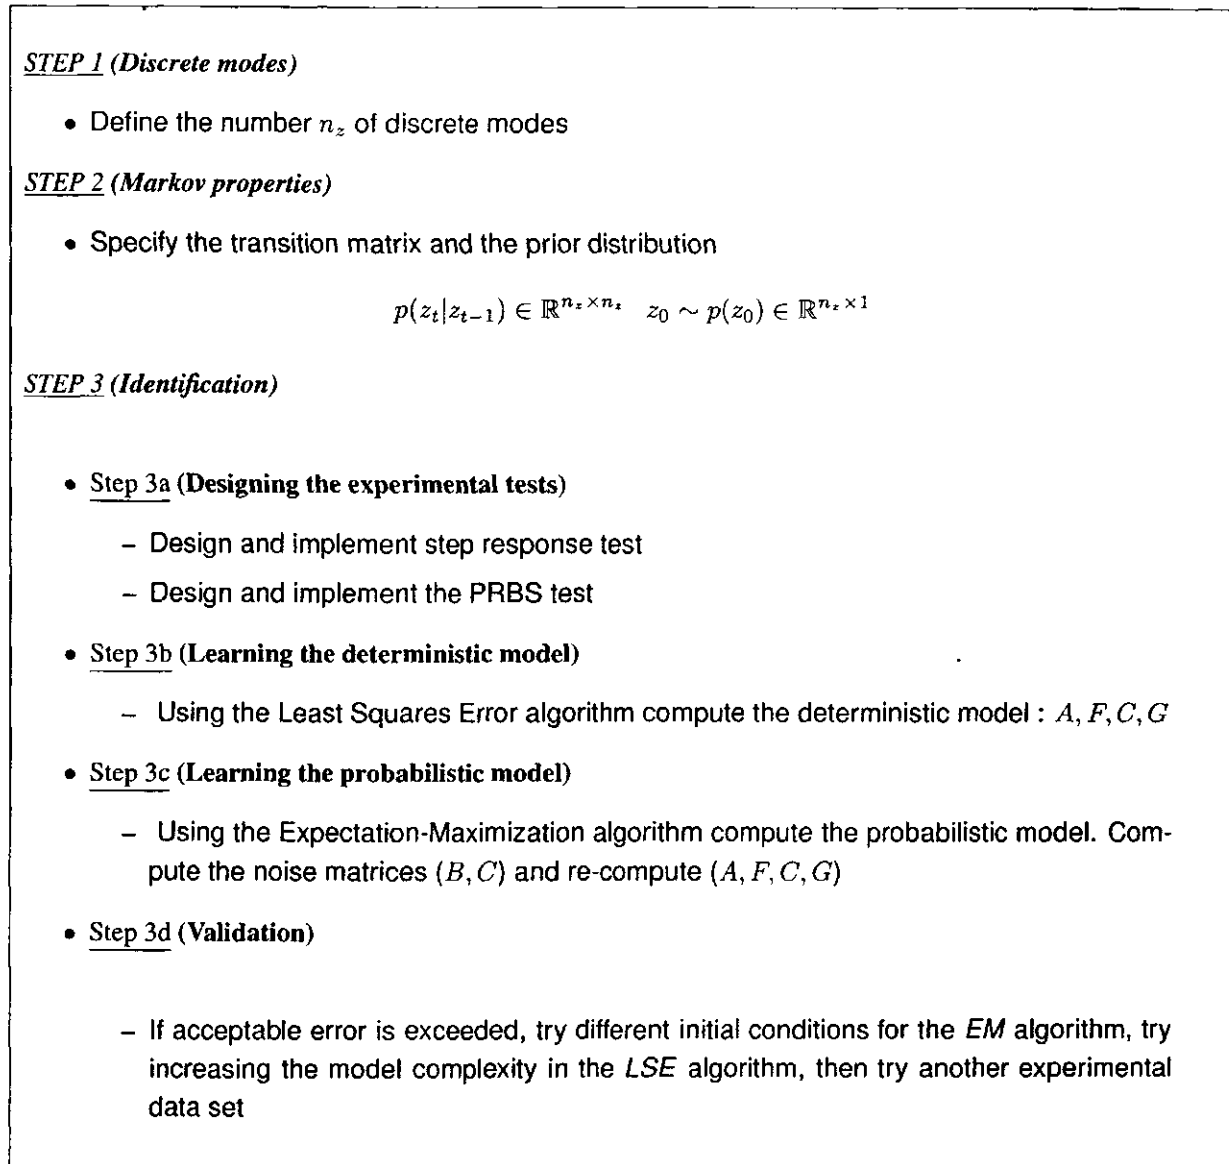 STEP 1 (Discrete modes)
• Define the number n_z of discrete modes
STEP 2 (Markov properties)
• Specify the transition matrix and the prior distribution
p(z_t|z_{t-1}) ∈ ℝ^{n_z×n_z}   z_0 ∼ p(z_0) ∈ ℝ^{n_z×1}
STEP 3 (Identification)
• Step 3a (Designing the experimental tests)
– Design and implement step response test
– Design and implement the PRBS test
• Step 3b (Learning the deterministic model)
– Using the Least Squares Error algorithm compute the deterministic model : A, F, C, G
• Step 3c (Learning the probabilistic model)
– Using the Expectation-Maximization algorithm compute the probabilistic model. Com-
pute the noise matrices (B, C) and re-compute (A, F, C, G)
• Step 3d (Validation)
– If acceptable error is exceeded, try different initial conditions for the EM algorithm, try
increasing the model complexity in the LSE algorithm, then try another experimental
data set